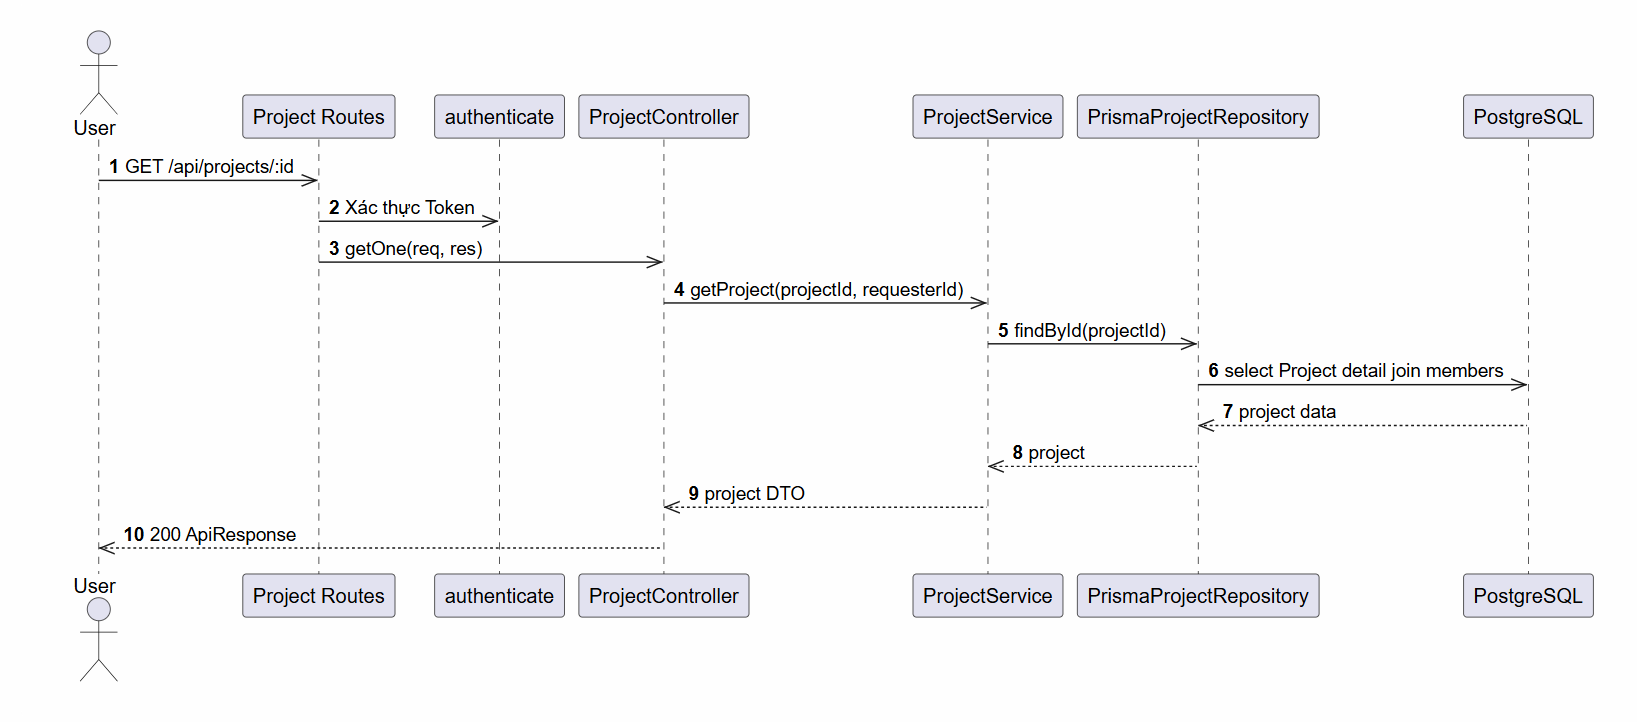 User
Project Routes
authenticate
ProjectController
ProjectService
PrismaProjectRepository
PostgreSQL
1 GET /api/projects/:id
2 Xác thực Token
3 getOne(req, res)
4 getProject(projectId, requesterId)
5 findById(projectId)
6 select Project detail join members
7 project data
8 project
9 project DTO
10 200 ApiResponse
User
Project Routes
authenticate
ProjectController
ProjectService
PrismaProjectRepository
PostgreSQL